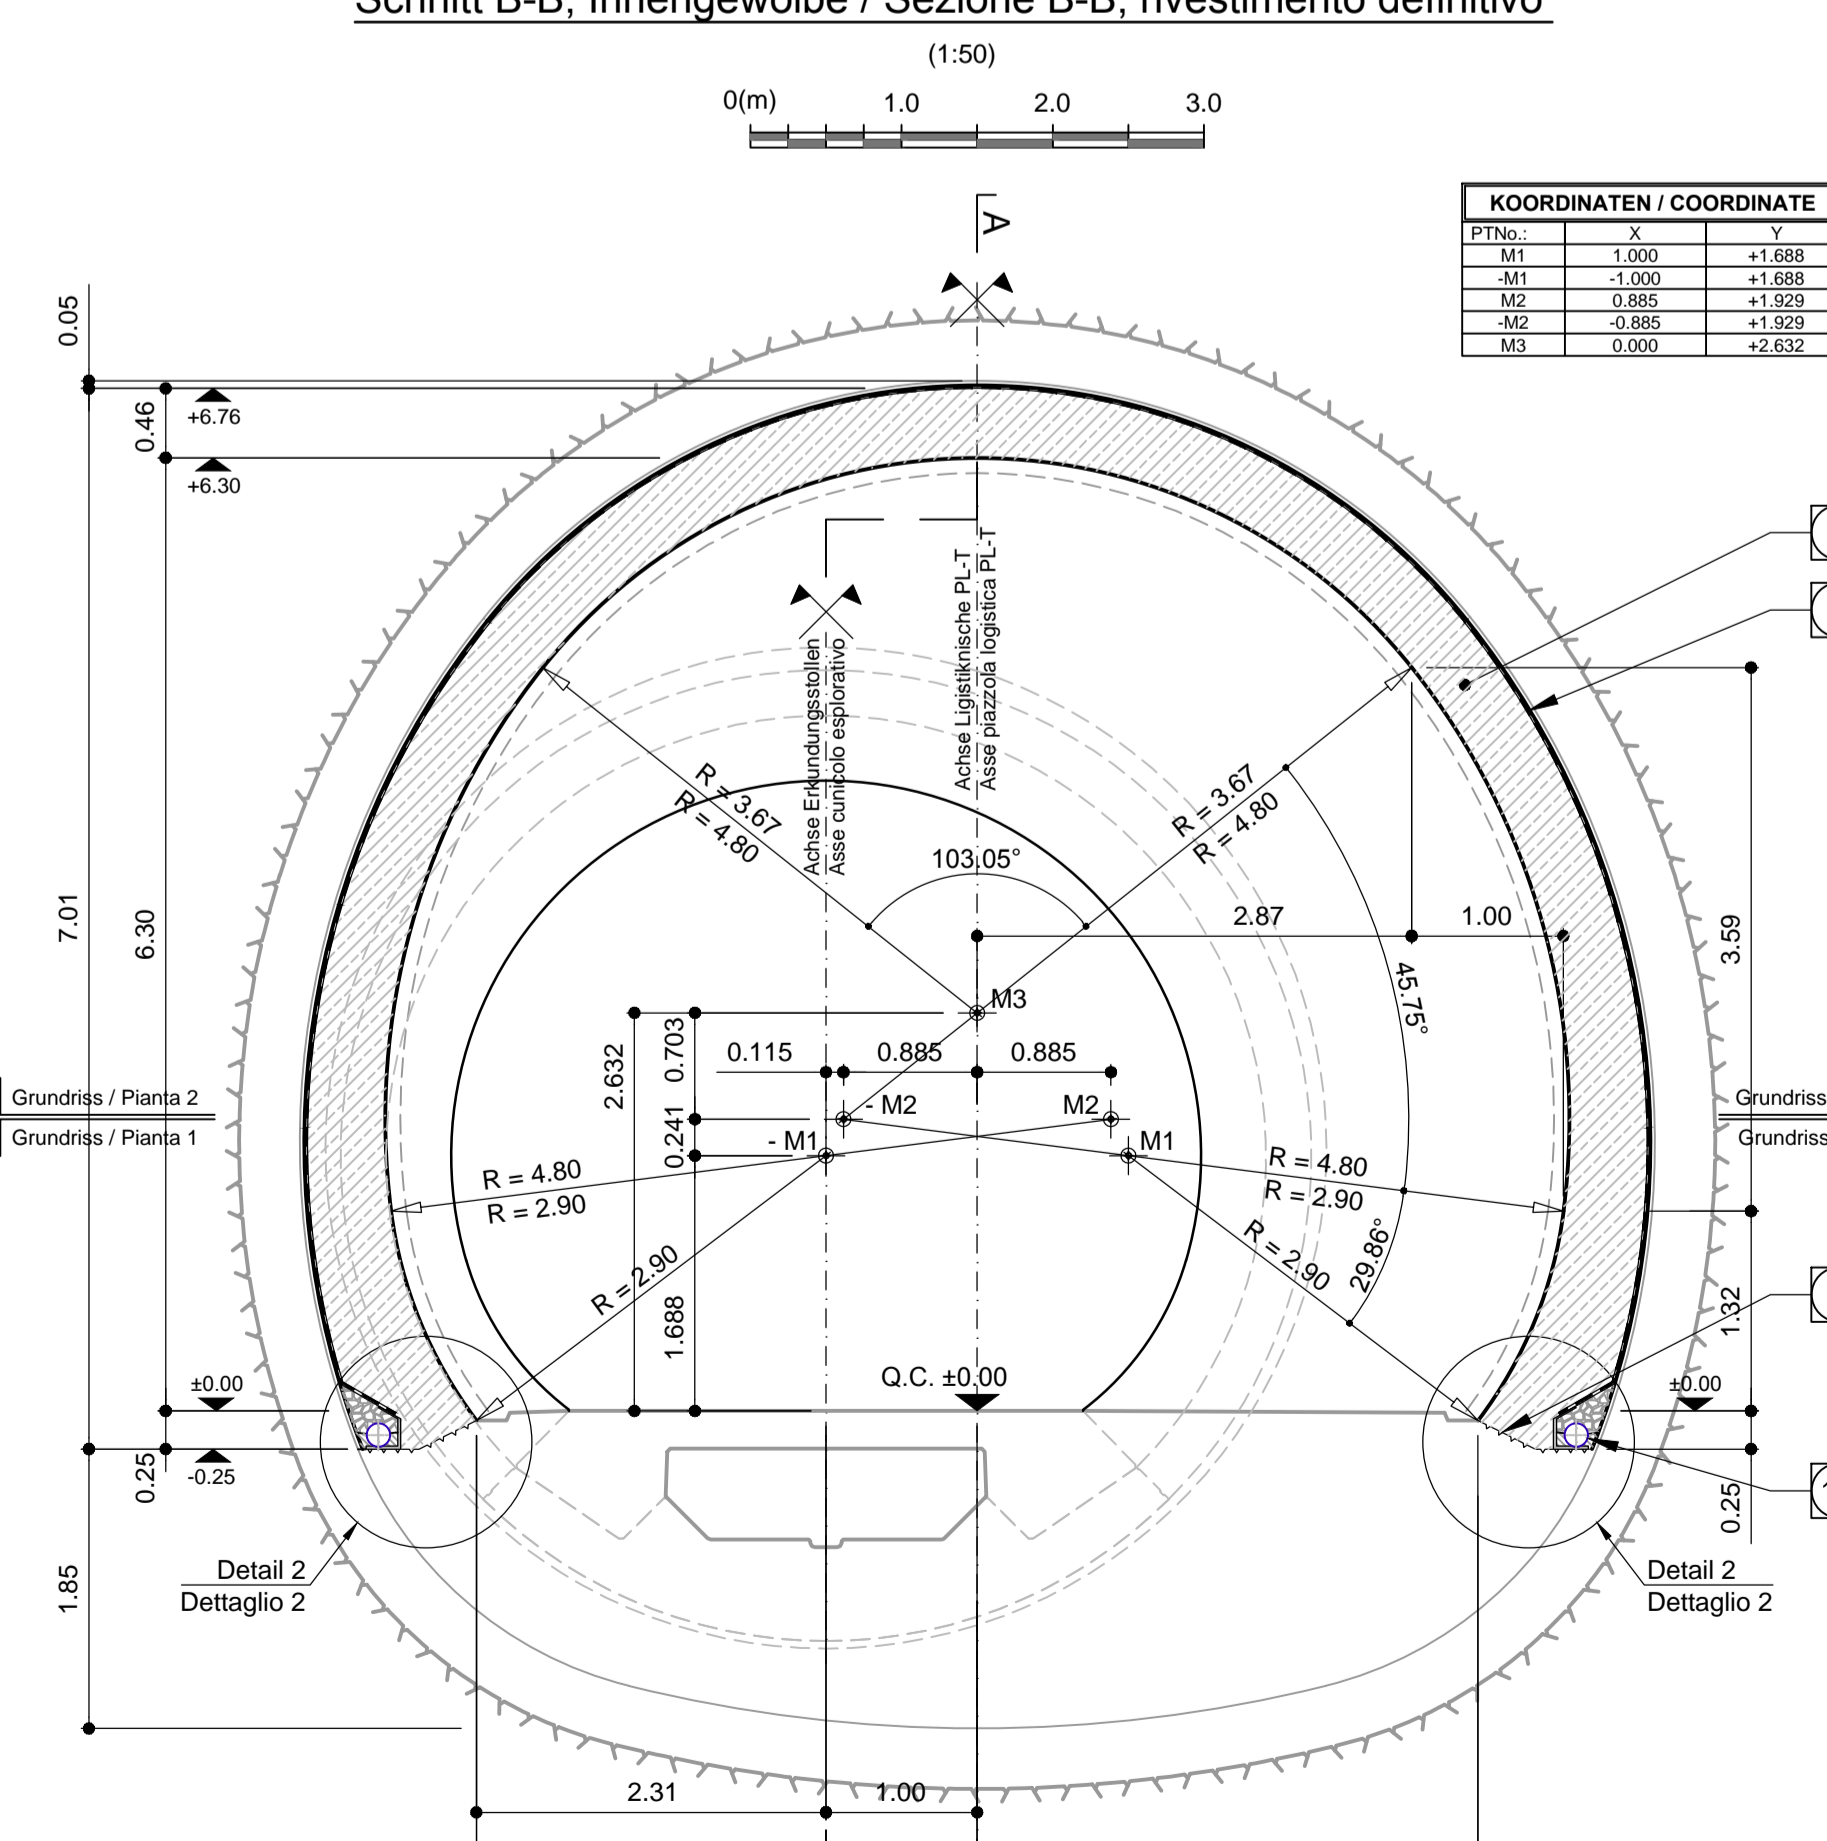 Schnitt B-B, Innengewölbe / Sezione B-B, rivestimento definitivo
(1:50)
0(m) 1.0 2.0 3.0
A
KOORDINATEN / COORDINATE
PTNo.: X Y
M1 1.000 +1.688
-M1 -1.000 +1.688
M2 0.885 +1.929
-M2 -0.885 +1.929
M3 0.000 +2.632
0.05
0.46
+6.76
+6.30
7.01
6.30
Achse Erkundungsstollen
Asse cunicolo esplorativo
Achse Ligistiknische PL-T
Asse piazzola logistica PL-T
R = 3.67
R = 4.80
R = 3.67
R = 4.80
103.05°
2.87 1.00
3.59
45.75°
M3
2.632
0.703
0.115 0.885 0.885
0.241
- M2 M2
- M1 M1
Grundriss / Pianta 2
Grundriss / Pianta 1
Grundriss
Grundriss
R = 4.80
R = 2.90
R = 4.80
R = 2.90
R = 2.90
R = 2.90
29.86°
1.688
1.32
Q.C. ±0.00
±0.00
±0.00
-0.25
0.25
0.25
1.85
Detail 2
Dettaglio 2
Detail 2
Dettaglio 2
2.31 1.00